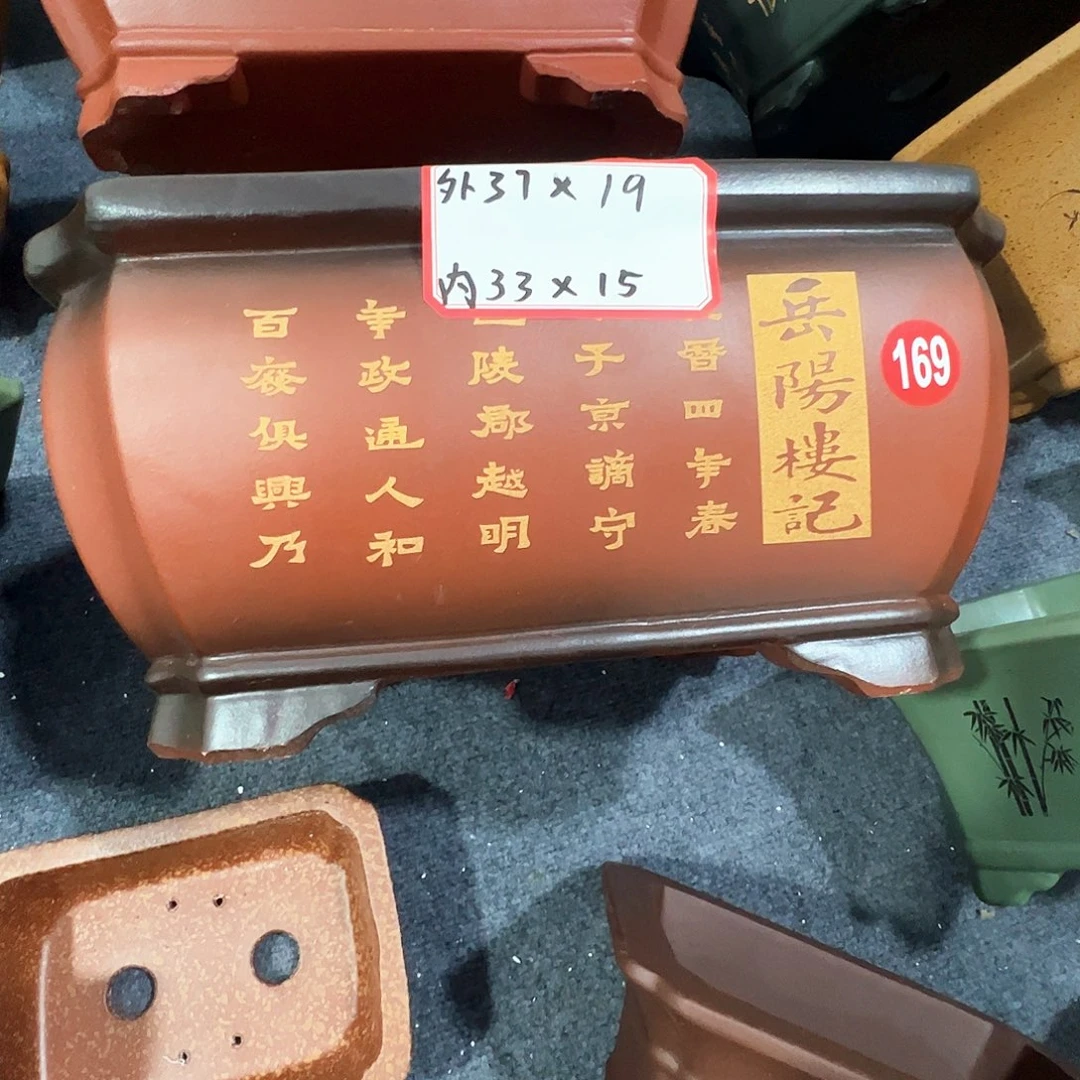 外37×19
内33×15
169
岳陽樓記
曆四年春
子京謫守
陵郡越明
年政通人和
百廢俱興乃